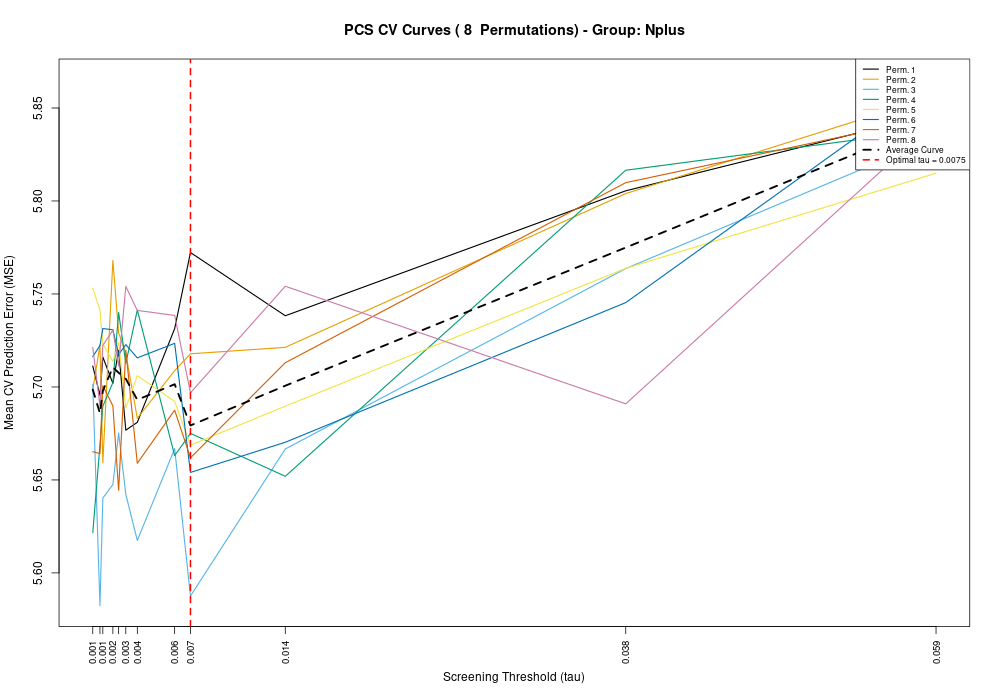 PCS CV Curves ( 8  Permutations) - Group: Nplus
Mean CV Prediction Error (MSE)
5.85
5.80
5.75
5.70
5.65
5.60
Perm. 1
Perm. 2
Perm. 3
Perm. 4
Perm. 5
Perm. 6
Perm. 7
Perm. 8
Average Curve
Optimal tau = 0.0075
0.001
0.001
0.002
0.003
0.004
0.006
0.007
0.014
0.038
0.059
Screening Threshold (tau)